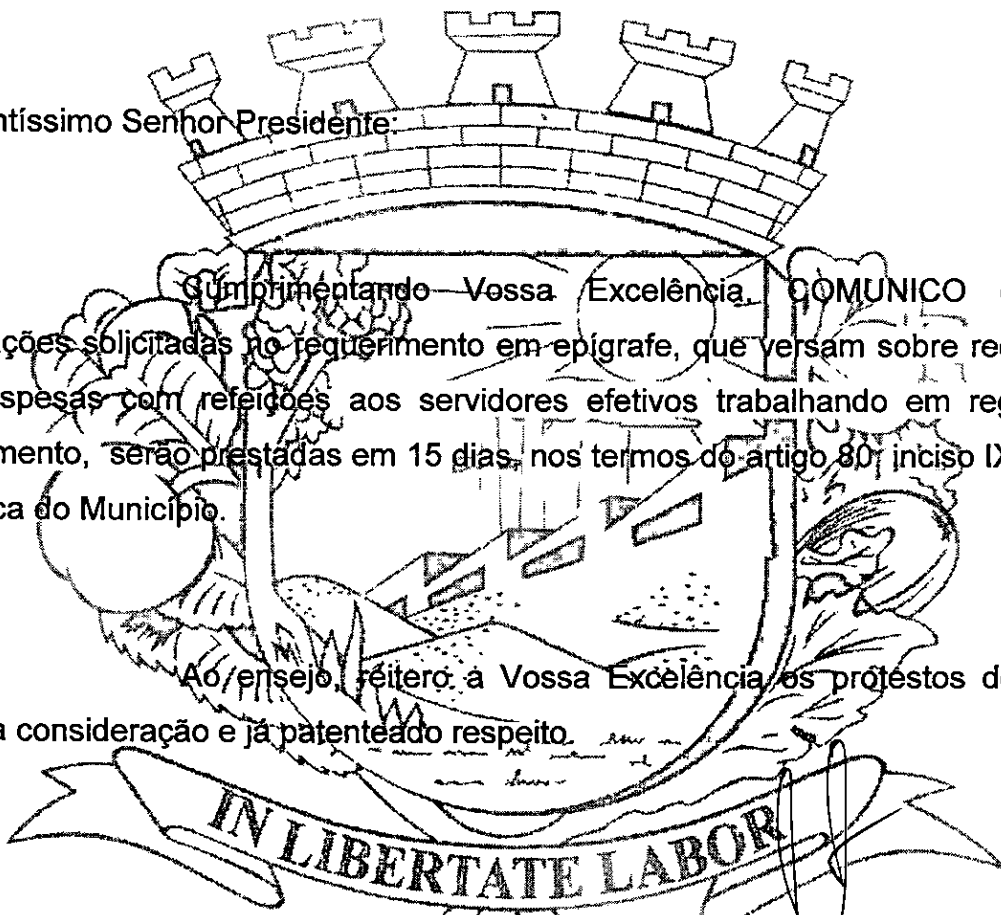 ntíssimo Senhor Presidente:
Cumprimentando Vossa Excelência, COMUNICO
ções solicitadas no requerimento em epígrafe, que versam sobre re
spesas com refeições aos servidores efetivos trabalhando em reg
mento, serão prestadas em 15 dias, nos termos do artigo 80, inciso IX
ca do Município.
Ao ensejo, reitero a Vossa Excelência os protestos d
a consideração e já patenteado respeito.
IN LIBERTATE LABOR